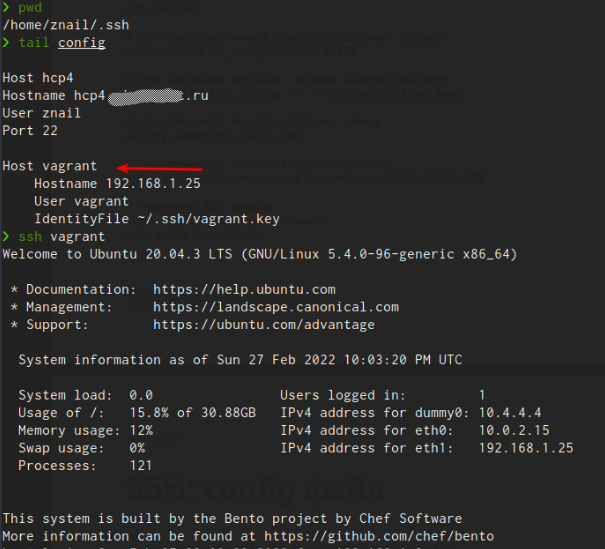 > pwd
/home/znail/.ssh
> tail config
Host hcp4
Hostname hcp4 .ru
User znail
Port 22
Host vagrant
Hostname 192.168.1.25
User vagrant
IdentityFile ~/.ssh/vagrant.key
> ssh vagrant
Welcome to Ubuntu 20.04.3 LTS (GNU/Linux 5.4.0-96-generic x86_64)
* Documentation: https://help.ubuntu.com
* Management: https://landscape.canonical.com
* Support: https://ubuntu.com/advantage
System information as of Sun 27 Feb 2022 10:03:20 PM UTC
System load: 0.0 Users logged in: 1
Usage of /: 15.8% of 30.88GB IPv4 address for dummy0: 10.4.4.4
Memory usage: 12% IPv4 address for eth0: 10.0.2.15
Swap usage: 0% IPv4 address for eth1: 192.168.1.25
Processes: 121
SSH: config файл
This system is built by the Bento project by Chef Software
More information can be found at https://github.com/chef/bento